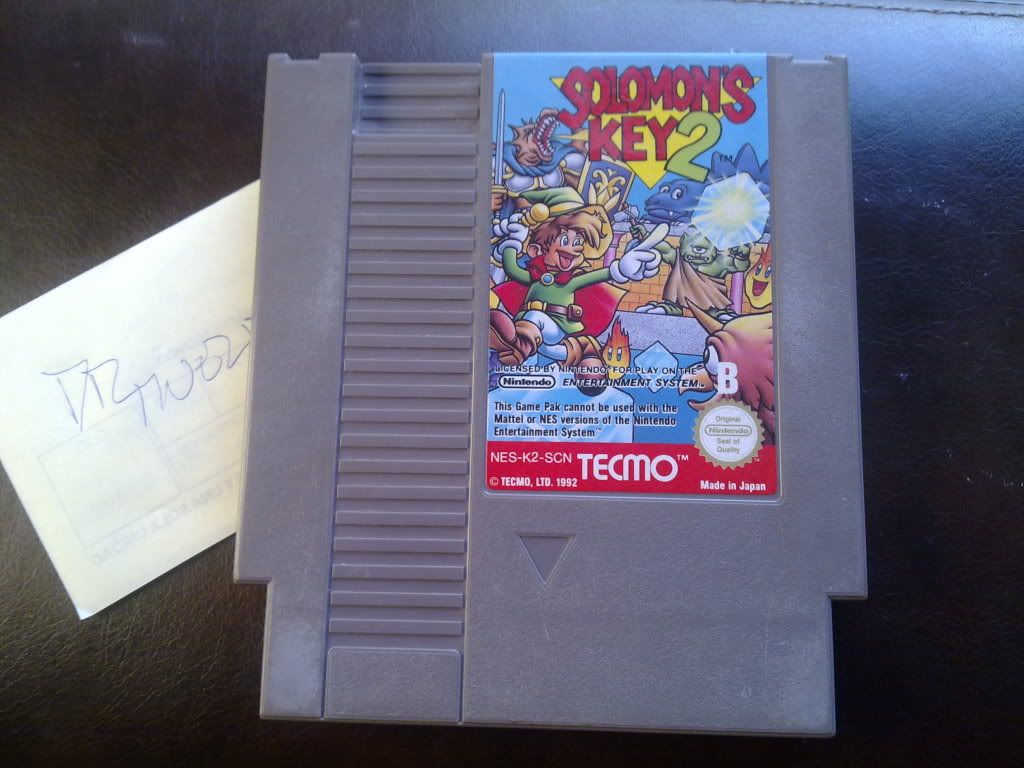 SOLOMON'S
KEY 2
LICENSED BY NINTENDO® FOR PLAY ON THE
Nintendo ENTERTAINMENT SYSTEM™
B
This Game Pak cannot be used with the
Mattel or NES versions of the Nintendo
Entertainment System™
Original
Nintendo
Seal of
Quality
NES-K2-SCN TECMO™
© TECMO, LTD. 1992 Made in Japan